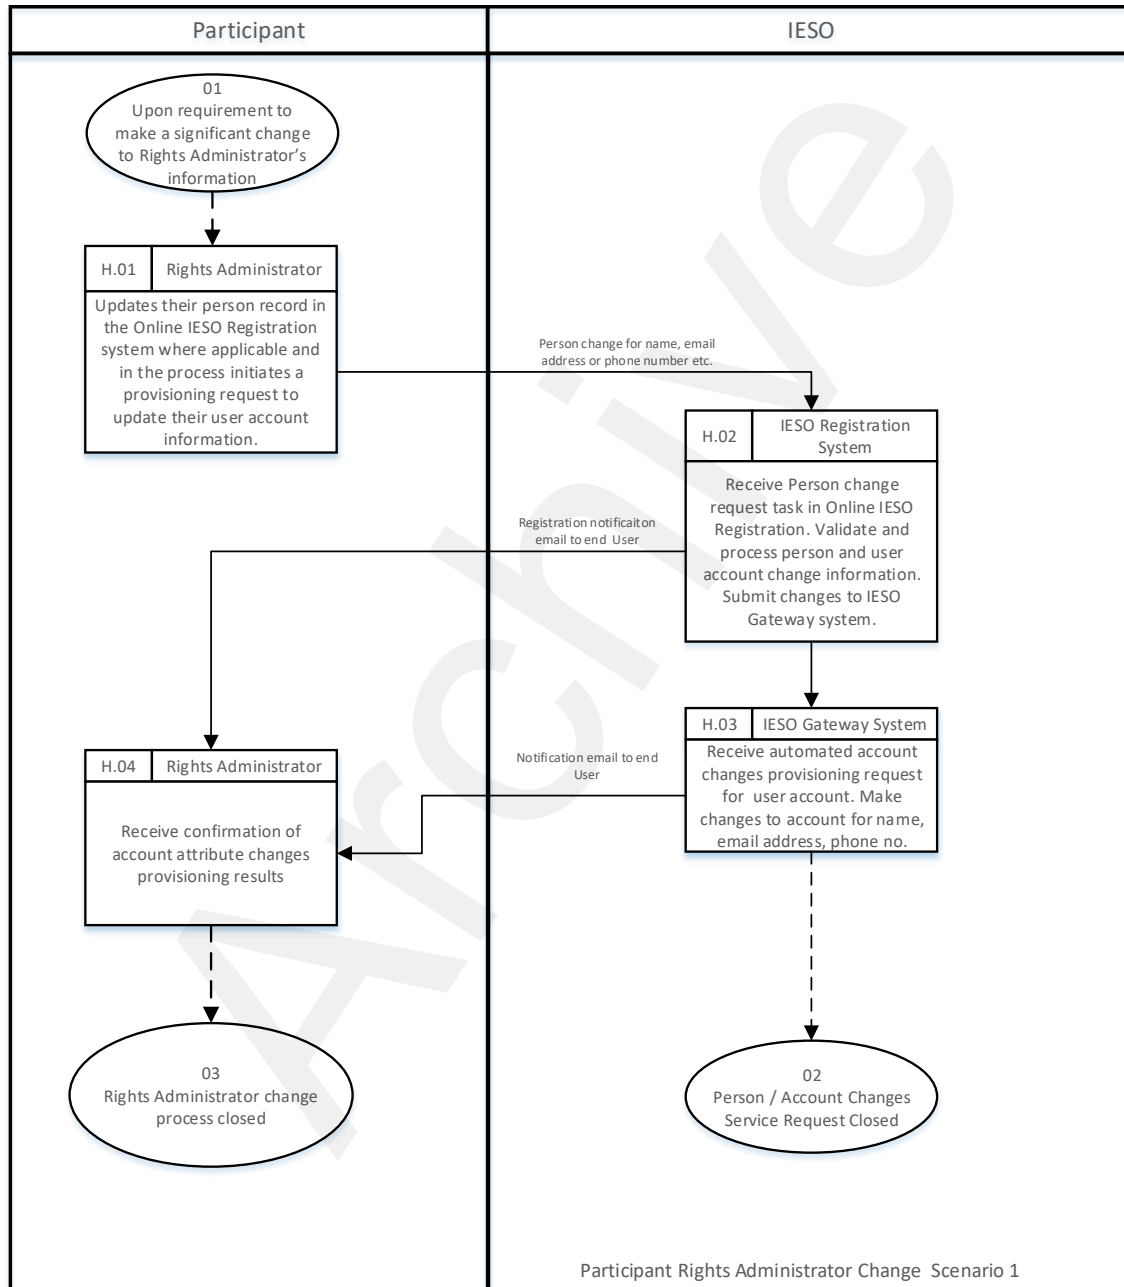 Participant
IESO
01
Upon requirement to
make a significant change
to Rights Administrator's
information
H.01
Rights Administrator
Updates their person record in
the Online IESO Registration
system where applicable and
in the process initiates a
provisioning request to
update their user account
information.
Person change for name, email
address or phone number etc.
H.02
IESO Registration
System
Receive Person change
request task in Online IESO
Registration. Validate and
process person and user
account change information.
Submit changes to IESO
Gateway system.
Registration notificaiton
email to end User
H.03
IESO Gateway System
Receive automated account
changes provisioning request
for user account. Make
changes to account for name,
email address, phone no.
Notification email to end
User
H.04
Rights Administrator
Receive confirmation of
account attribute changes
provisioning results
03
Rights Administrator change
process closed
02
Person / Account Changes
Service Request Closed
Participant Rights Administrator Change Scenario 1
Archive